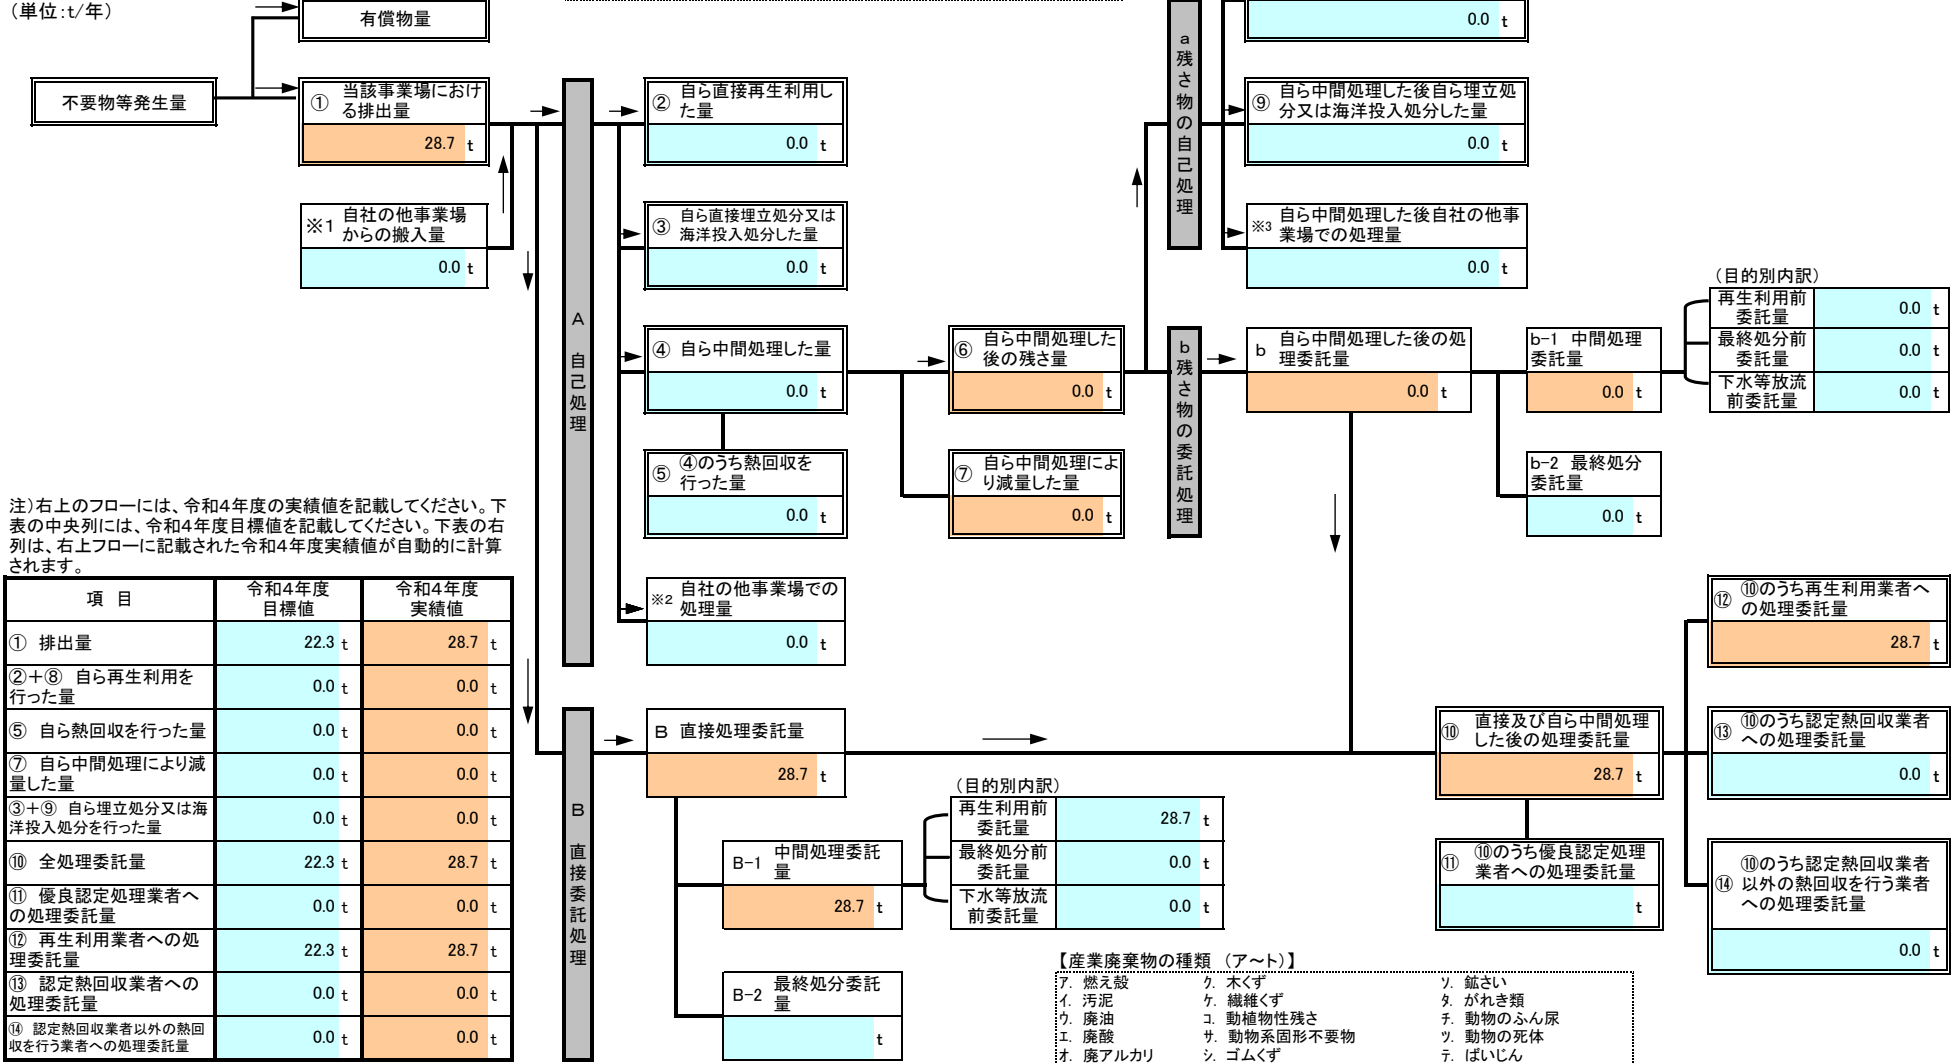 (単位:t/年)
有償物量
不要物等発生量
① 当該事業場におけ
る排出量
28.7 t
※1 自社の他事業場
からの搬入量
0.0 t
A 自己処理
② 自ら直接再生利用し
た量
0.0 t
③ 自ら直接埋立処分又は
海洋投入処分した量
0.0 t
④ 自ら中間処理した量
0.0 t
⑤ ④のうち熱回収を
行った量
0.0 t
※2 自社の他事業場での
処理量
0.0 t
⑥ 自ら中間処理した
後の残さ量
0.0 t
⑦ 自ら中間処理によ
り減量した量
0.0 t
a 残さ物の自己処理
0.0 t
⑨ 自ら中間処理した後自ら埋立処
分又は海洋投入処分した量
0.0 t
※3 自ら中間処理した後自社の他事
業場での処理量
0.0 t
b 残さ物の委託処理
b 自ら中間処理した後の処
理委託量
0.0 t
b-1 中間処理
委託量
0.0 t
b-2 最終処分
委託量
0.0 t
(目的別内訳)
再生利用前
委託量 0.0 t
最終処分前
委託量 0.0 t
下水等放流
前委託量 0.0 t
注)右上のフローには、令和4年度の実績値を記載してください。下
表の中央列には、令和4年度目標値を記載してください。下表の右
列は、右上フローに記載された令和4年度実績値が自動的に計算
されます。
項 目 令和4年度
目標値 令和4年度
実績値
① 排出量 22.3 t 28.7 t
②+⑧ 自ら再生利用を
行った量 0.0 t 0.0 t
⑤ 自ら熱回収を行った量 0.0 t 0.0 t
⑦ 自ら中間処理により減
量した量 0.0 t 0.0 t
③+⑨ 自ら埋立処分又は海
洋投入処分を行った量 0.0 t 0.0 t
⑩ 全処理委託量 22.3 t 28.7 t
⑪ 優良認定処理業者へ
の処理委託量 0.0 t 0.0 t
⑫ 再生利用業者への処
理委託量 22.3 t 28.7 t
⑬ 認定熱回収業者への
処理委託量 0.0 t 0.0 t
⑭ 認定熱回収業者以外の熱回
収を行う業者への処理委託量 0.0 t 0.0 t
B 直接委託処理
B 直接処理委託量
28.7 t
B-1 中間処理委託
量
28.7 t
B-2 最終処分委託
量
t
(目的別内訳)
再生利用前
委託量 28.7 t
最終処分前
委託量 0.0 t
下水等放流
前委託量 0.0 t
⑩ 直接及び自ら中間処理
した後の処理委託量
28.7 t
⑪ ⑩のうち優良認定処理
業者への処理委託量
t
⑫ ⑩のうち再生利用業者へ
の処理委託量
28.7 t
⑬ ⑩のうち認定熱回収業者
への処理委託量
0.0 t
⑭ ⑩のうち認定熱回収業者
以外の熱回収を行う業者
への処理委託量
0.0 t
【産業廃棄物の種類 (ア~ト)】
ア. 燃え殻 ク. 木くず ソ. 鉱さい
イ. 汚泥 ケ. 繊維くず タ. がれき類
ウ. 廃油 コ. 動植物性残さ チ. 動物のふん尿
エ. 廃酸 サ. 動物系固形不要物 ツ. 動物の死体
オ. 廃アルカリ シ. ゴムくず テ. ばいじん